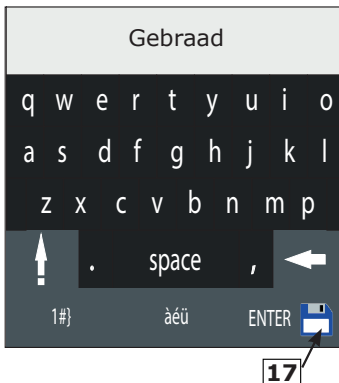 Gebraad
q w e r t y u i o
a s d f g h j k l
z x c v b n m p
. space ,
1#} àéü ENTER
17